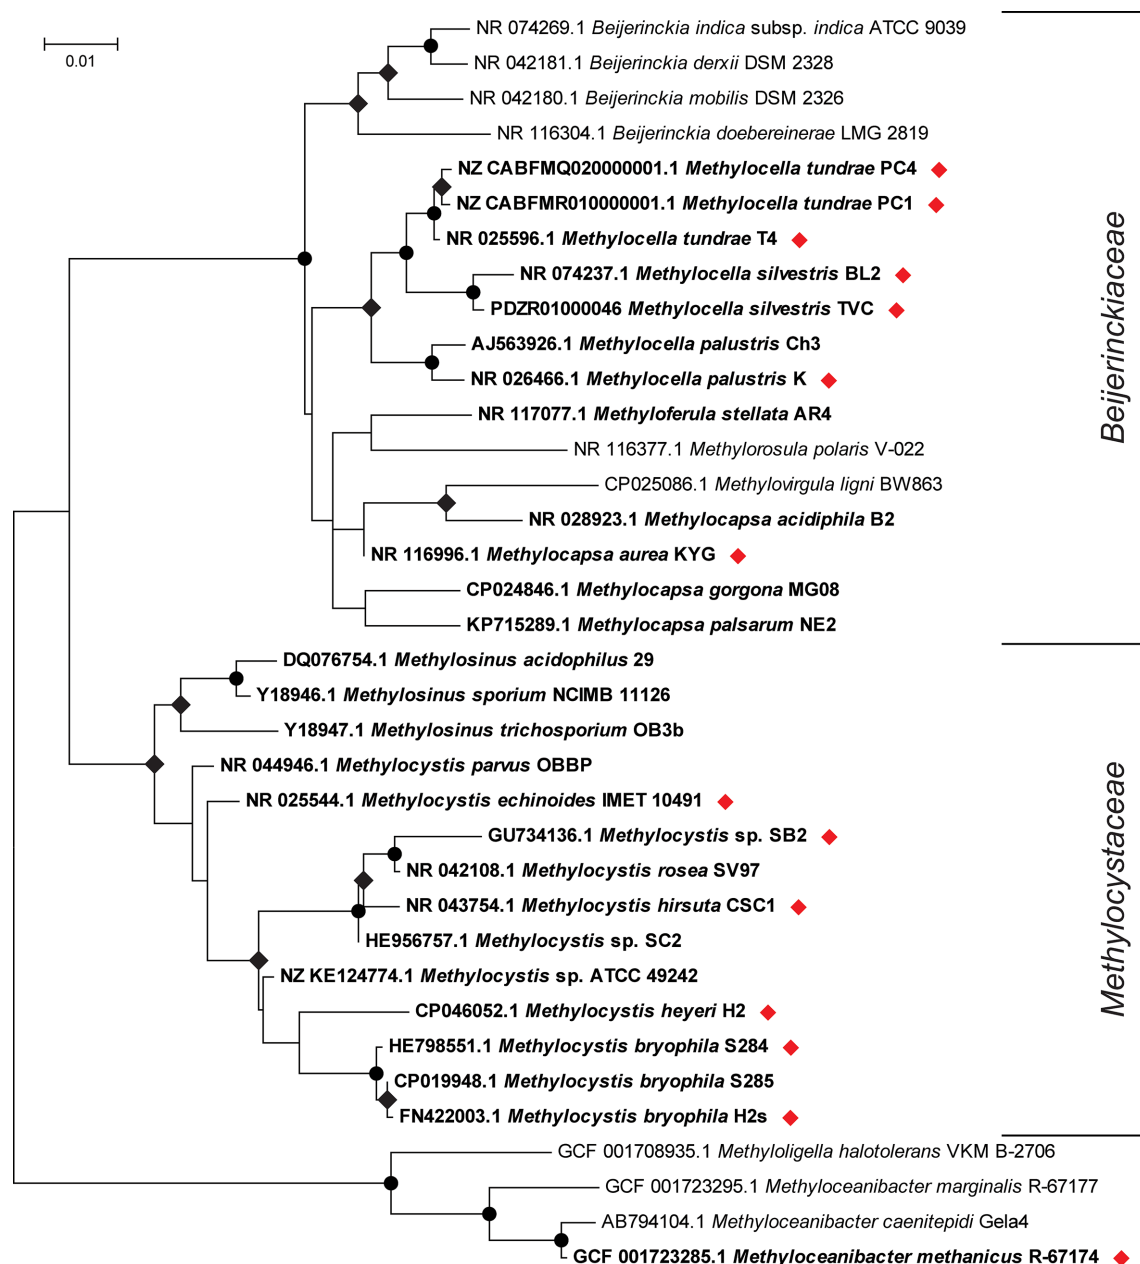 0.01
NR 074269.1 Beijerinckia indica subsp. indica ATCC 9039
NR 042181.1 Beijerinckia derxii DSM 2328
NR 042180.1 Beijerinckia mobilis DSM 2326
NR 116304.1 Beijerinckia doebereinerae LMG 2819
NZ CABFMQ020000001.1 Methylocella tundrae PC4
NZ CABFMR010000001.1 Methylocella tundrae PC1
NR 025596.1 Methylocella tundrae T4
NR 074237.1 Methylocella silvestris BL2
PDZR01000046 Methylocella silvestris TVC
AJ563926.1 Methylocella palustris Ch3
NR 026466.1 Methylocella palustris K
NR 117077.1 Methyloferula stellata AR4
NR 116377.1 Methylorosula polaris V-022
CP025086.1 Methylovirgula ligni BW863
NR 028923.1 Methylocapsa acidiphila B2
NR 116996.1 Methylocapsa aurea KYG
CP024846.1 Methylocapsa gorgona MG08
KP715289.1 Methylocapsa palsarum NE2
Beijerinckiaceae
DQ076754.1 Methylosinus acidophilus 29
Y18946.1 Methylosinus sporium NCIMB 11126
Y18947.1 Methylosinus trichosporium OB3b
NR 044946.1 Methylocystis parvus OBBP
NR 025544.1 Methylocystis echinoides IMET 10491
GU734136.1 Methylocystis sp. SB2
NR 042108.1 Methylocystis rosea SV97
NR 043754.1 Methylocystis hirsuta CSC1
HE956757.1 Methylocystis sp. SC2
NZ KE124774.1 Methylocystis sp. ATCC 49242
CP046052.1 Methylocystis heyeri H2
HE798551.1 Methylocystis bryophila S284
CP019948.1 Methylocystis bryophila S285
FN422003.1 Methylocystis bryophila H2s
Methylocystaceae
GCF 001708935.1 Methyloligella halotolerans VKM B-2706
GCF 001723295.1 Methyloceanibacter marginalis R-67177
AB794104.1 Methyloceanibacter caenitepidi Gela4
GCF 001723285.1 Methyloceanibacter methanicus R-67174